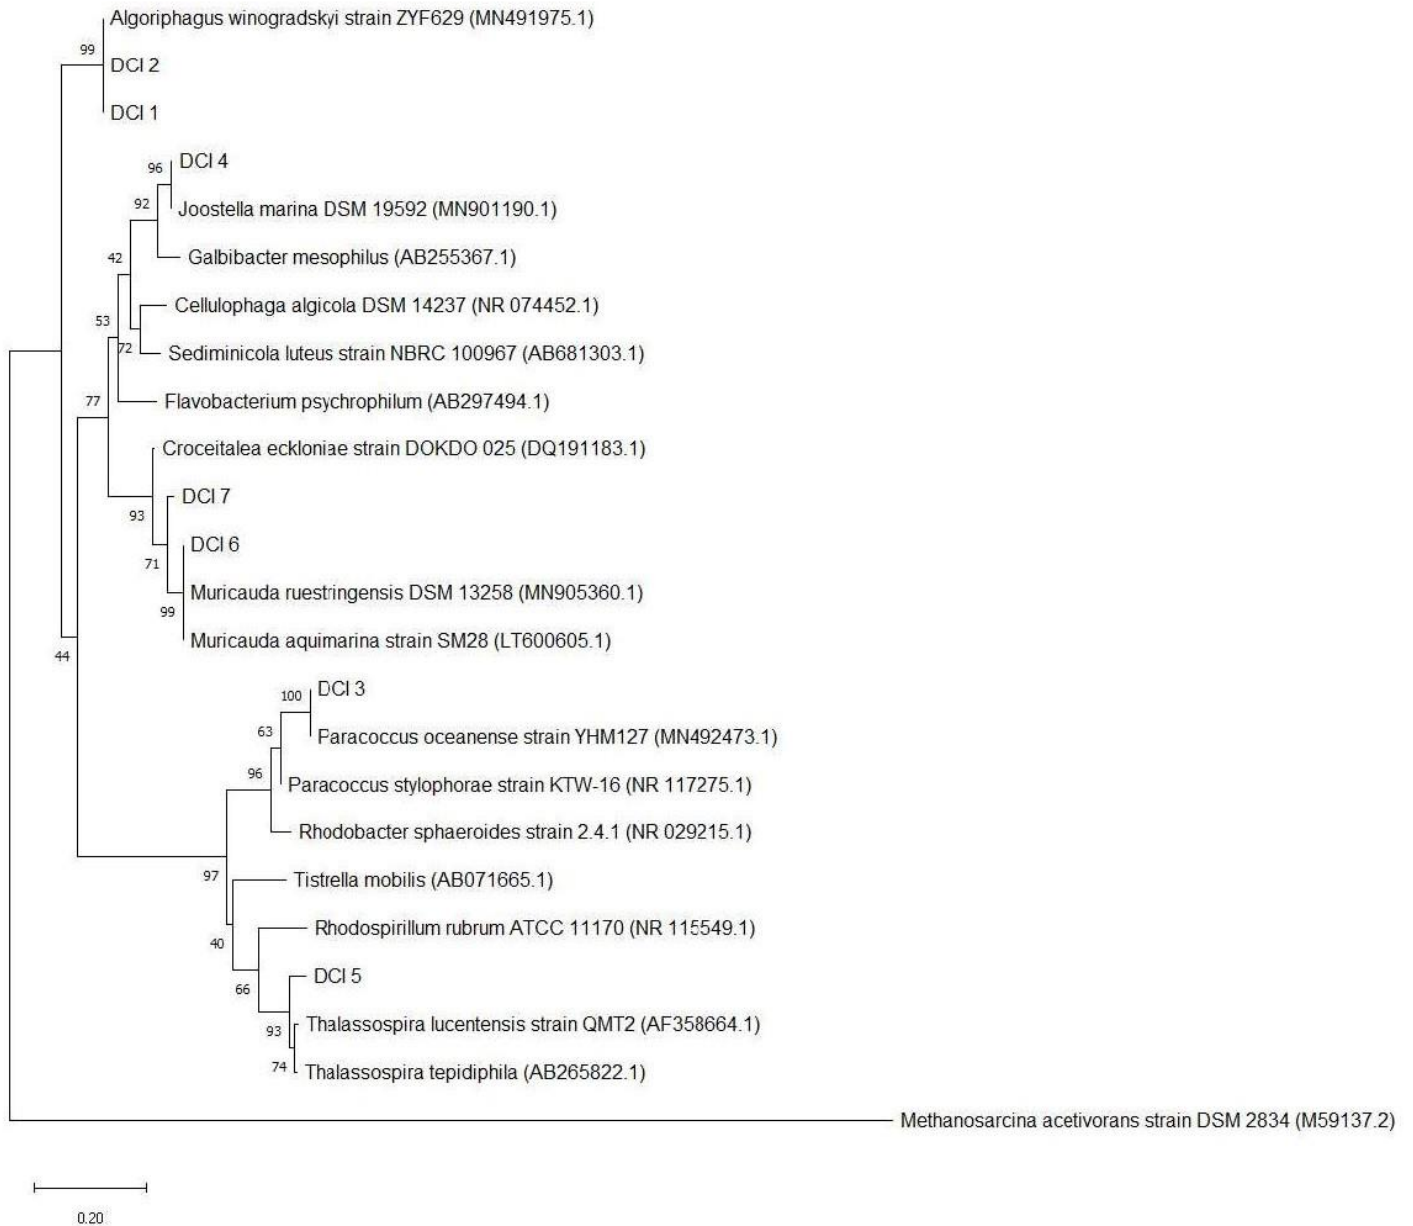 Algoriphagus winogradskyi strain ZYF629 (MN491975.1)
99
DCI 2
DCI 1
DCI 4
96
Joostella marina DSM 19592 (MN901190.1)
92
Galbibacter mesophilus (AB255367.1)
42
Cellulophaga algicola DSM 14237 (NR 074452.1)
53
72
Sediminicola luteus strain NBRC 100967 (AB681303.1)
77
Flavobacterium psychrophilum (AB297494.1)
Croceitalea eckloniae strain DOKDO 025 (DQ191183.1)
DCI 7
93
DCI 6
71
Muricauda ruestringensis DSM 13258 (MN905360.1)
99
Muricauda aquimarina strain SM28 (LT600605.1)
44
DCI 3
100
Paracoccus oceanense strain YHM127 (MN492473.1)
63
96
Paracoccus stylophorae strain KTW-16 (NR 117275.1)
Rhodobacter sphaeroides strain 2.4.1 (NR 029215.1)
97
Tistrella mobilis (AB071665.1)
Rhodospirillum rubrum ATCC 11170 (NR 115549.1)
40
DCI 5
66
Thalassospira lucentensis strain QMT2 (AF358664.1)
93
74
Thalassospira tepidiphila (AB265822.1)
Methanosarcina acetivorans strain DSM 2834 (M59137.2)
0.20